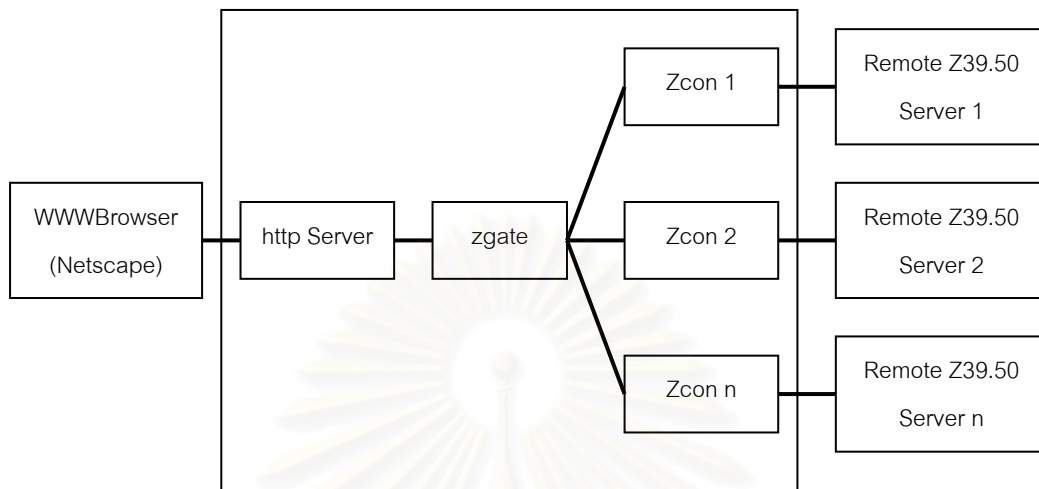 WWWBrowser
(Netscape)
http Server
zgate
Zcon 1
Zcon 2
Zcon n
Remote Z39.50
Server 1
Remote Z39.50
Server 2
Remote Z39.50
Server n